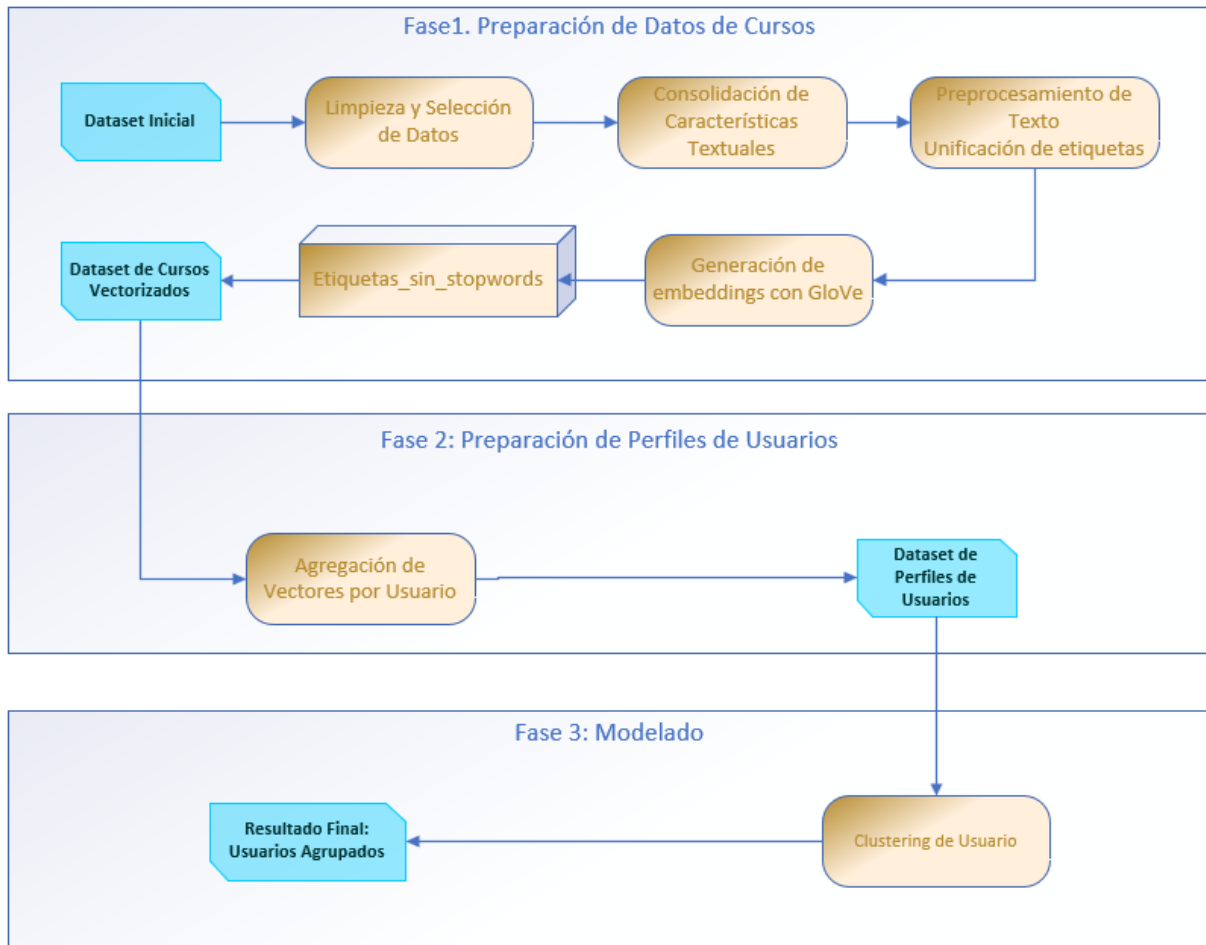 Fase1. Preparación de Datos de Cursos
Dataset Inicial
Limpieza y Selección
de Datos
Consolidación de
Características
Textuales
Preprocesamiento de
Texto
Unificación de etiquetas
Dataset de Cursos
Vectorizados
Etiquetas_sin_stopwords
Generación de
embeddings con GloVe
Fase 2: Preparación de Perfiles de Usuarios
Agregación de
Vectores por Usuario
Dataset de
Perfiles de
Usuarios
Fase 3: Modelado
Resultado Final:
Usuarios Agrupados
Clustering de Usuario